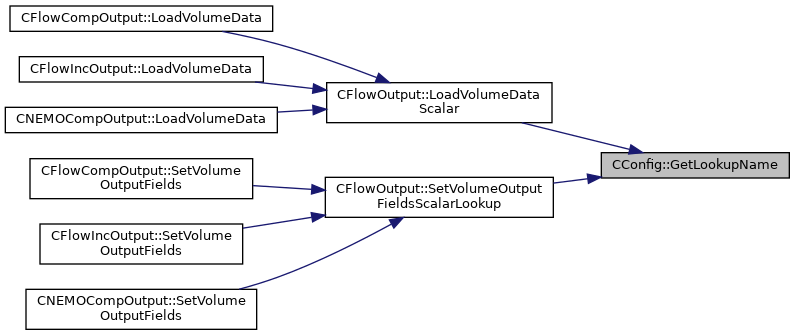 CFlowCompOutput::LoadVolumeData
CFlowIncOutput::LoadVolumeData
CNEMOCompOutput::LoadVolumeData
CFlowOutput::LoadVolumeData
Scalar
CConfig::GetLookupName
CFlowCompOutput::SetVolume
OutputFields
CFlowOutput::SetVolumeOutput
FieldsScalarLookup
CFlowIncOutput::SetVolume
OutputFields
CNEMOCompOutput::SetVolume
OutputFields